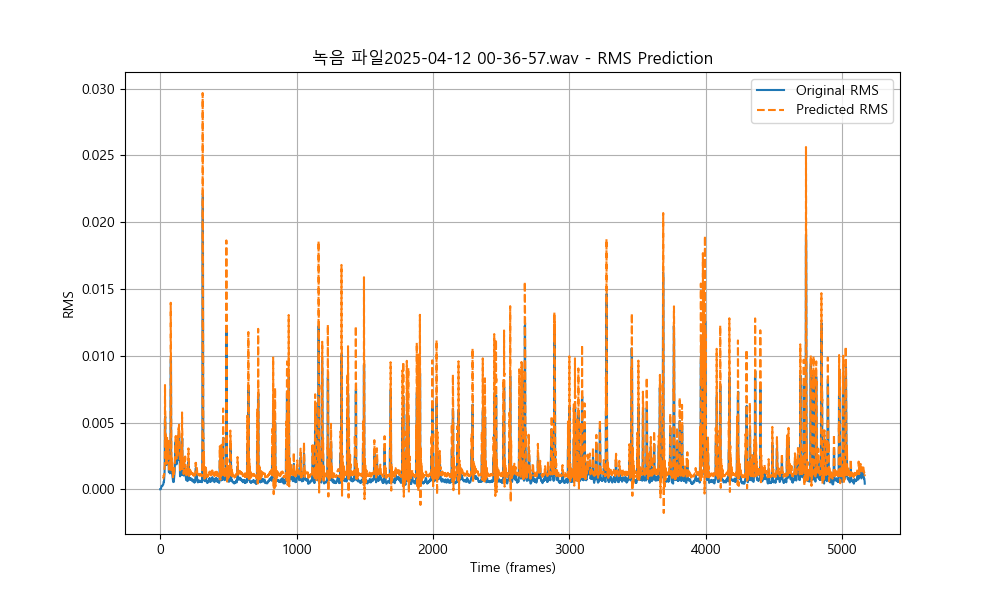 녹음 파일2025-04-12 00-36-57.wav - RMS Prediction
Original RMS
Predicted RMS
0.030
0.025
0.020
0.015
0.010
0.005
0.000
RMS
0 1000 2000 3000 4000 5000
Time (frames)